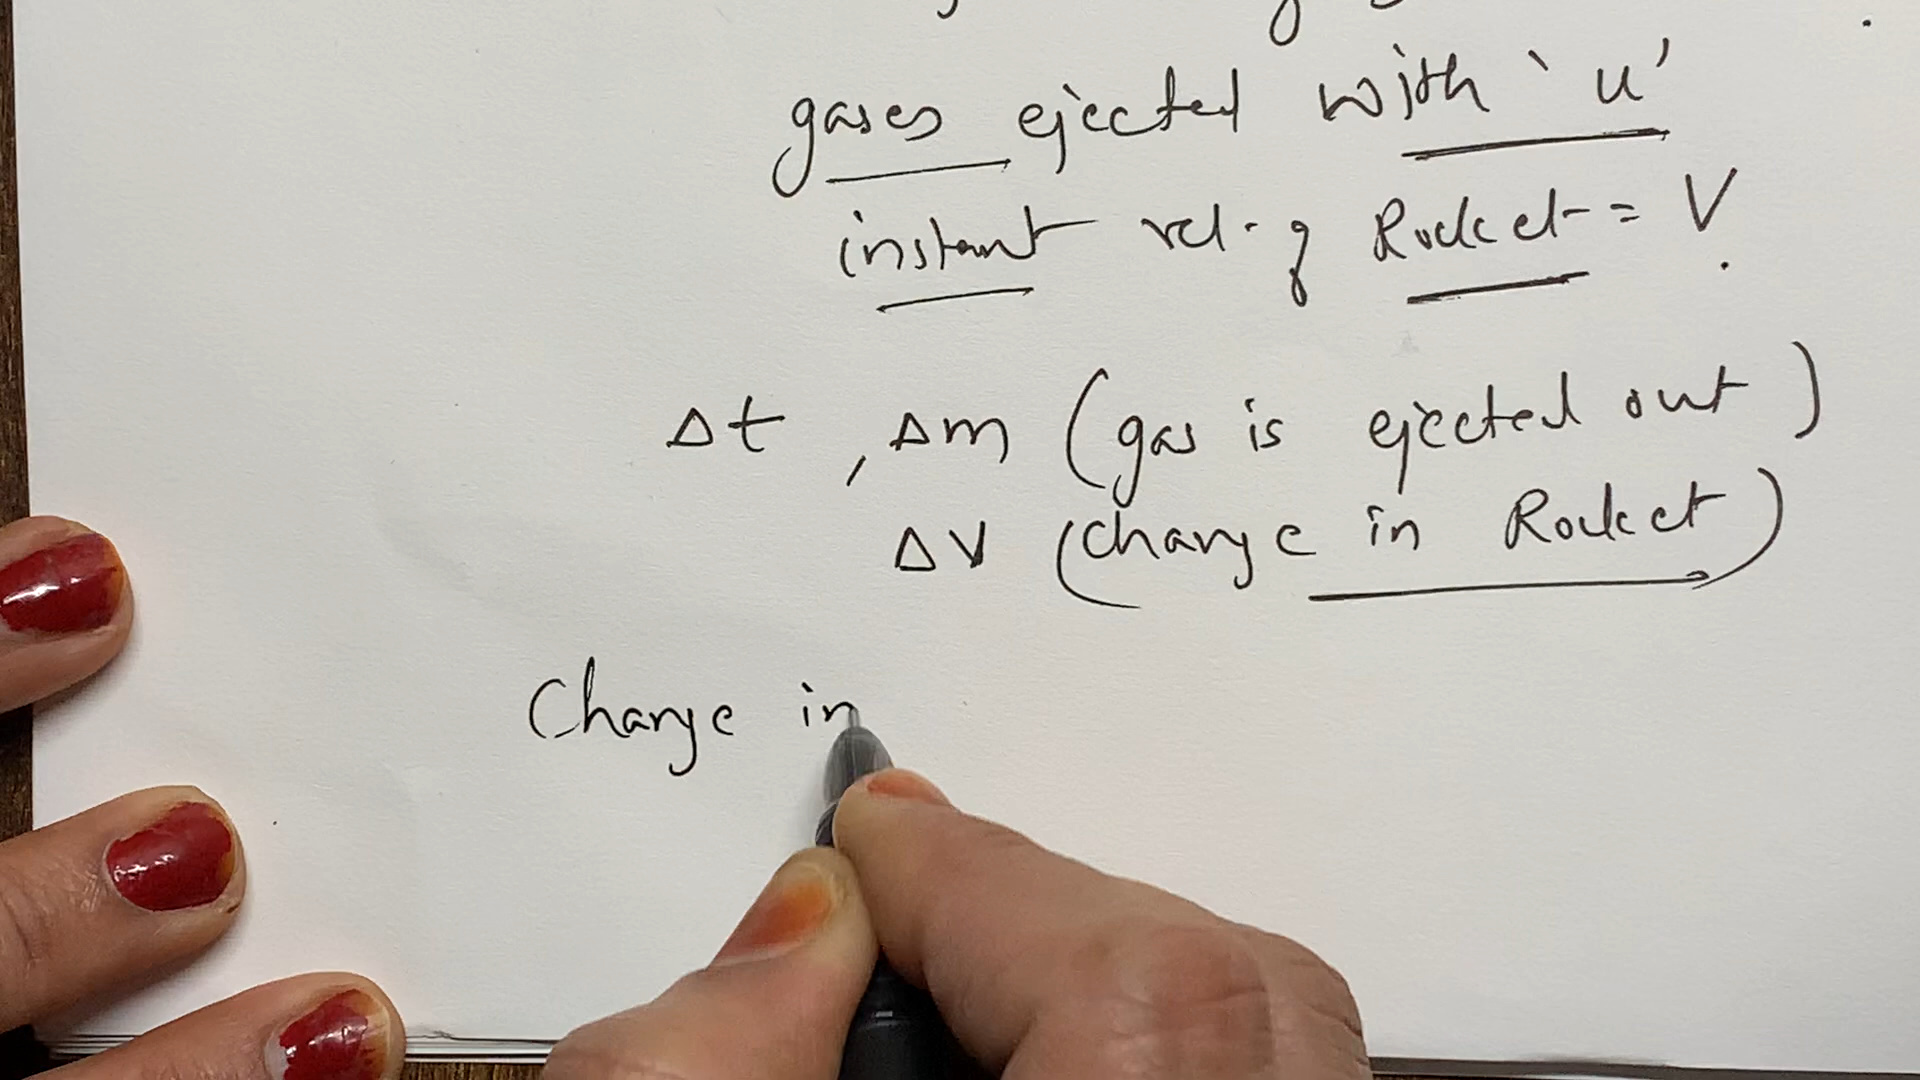 gases ejected with 'u'
instant vel. of Rocket = V.
Δt , Δm (gas is ejected out)
ΔV (change in Rocket)
Change in